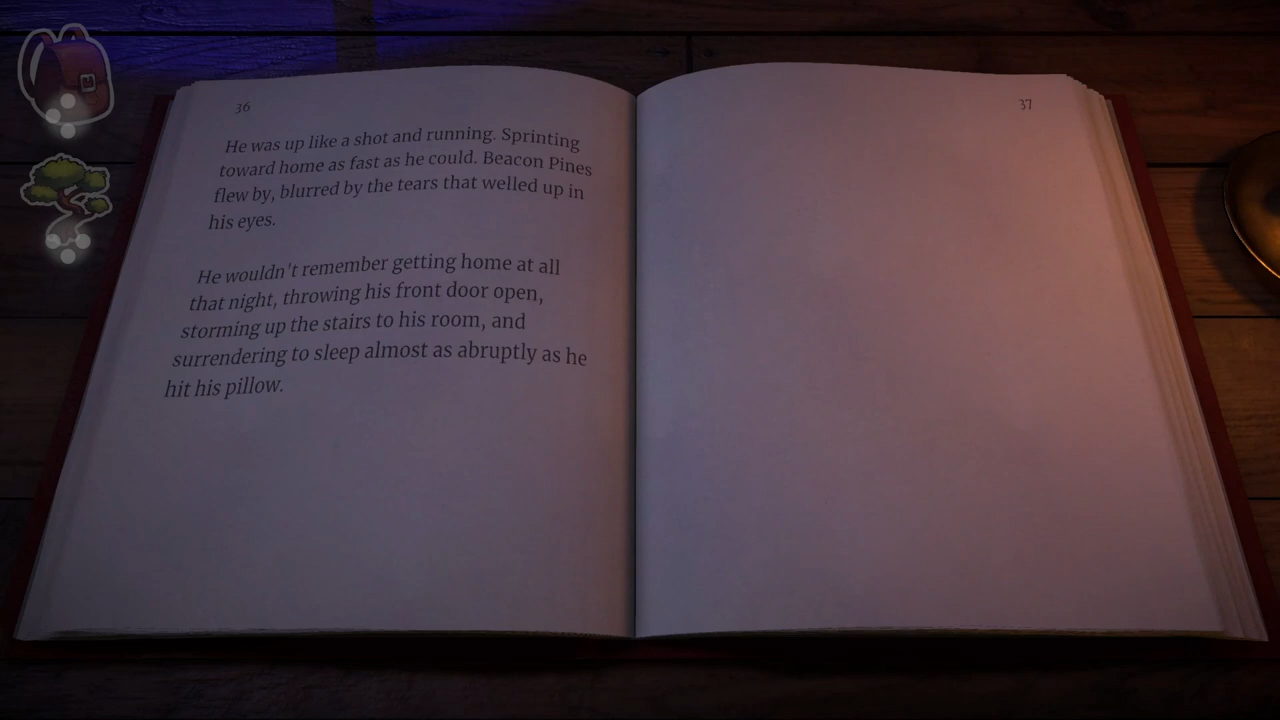 36
He was up like a shot and running. Sprinting
toward home as fast as he could. Beacon Pines
flew by, blurred by the tears that welled up in
his eyes.
He wouldn't remember getting home at all
that night, throwing his front door open,
storming up the stairs to his room, and
surrendering to sleep almost as abruptly as he
hit his pillow.
37